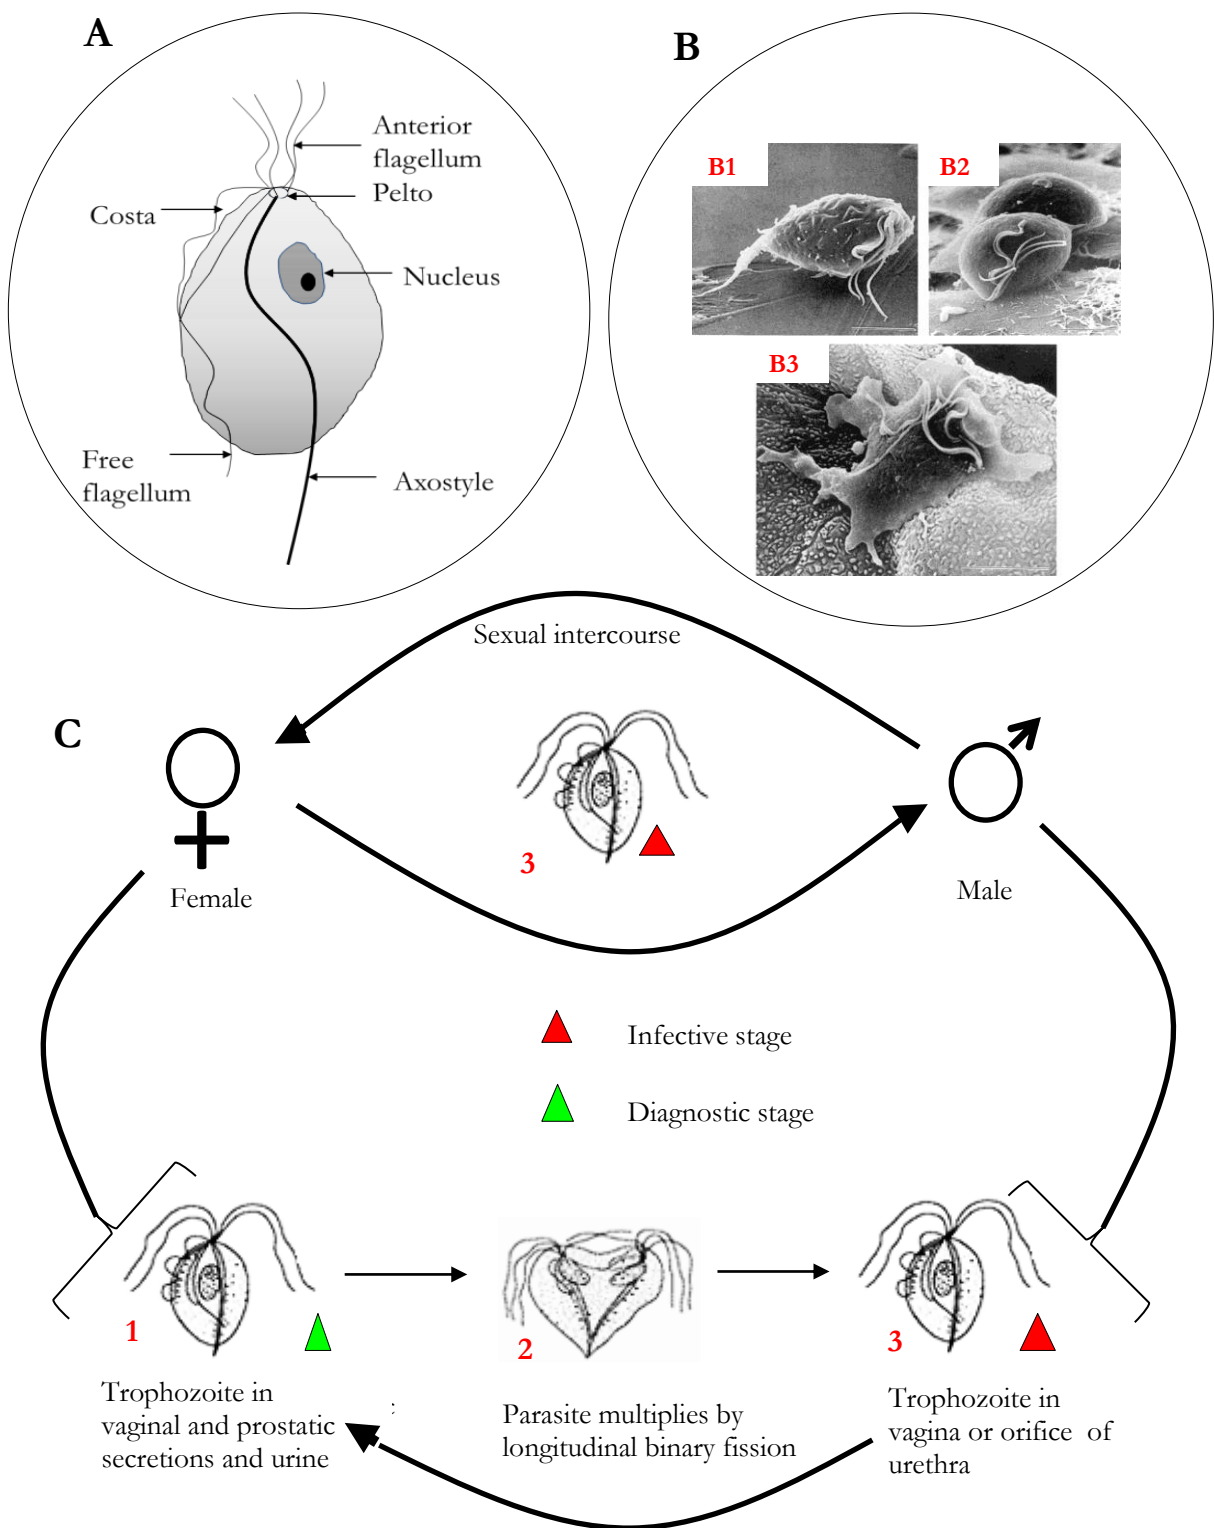 A
Anterior
flagellum
Pelto
Costa
Nucleus
Free
flagellum
Axostyle
B
B1
B2
B3
Sexual intercourse
C
3
Female
Male
Infective stage
Diagnostic stage
1
2
3
Trophozoite in
vaginal and prostatic
secretions and urine
Parasite multiplies by
longitudinal binary fission
Trophozoite in
vagina or orifice of
urethra